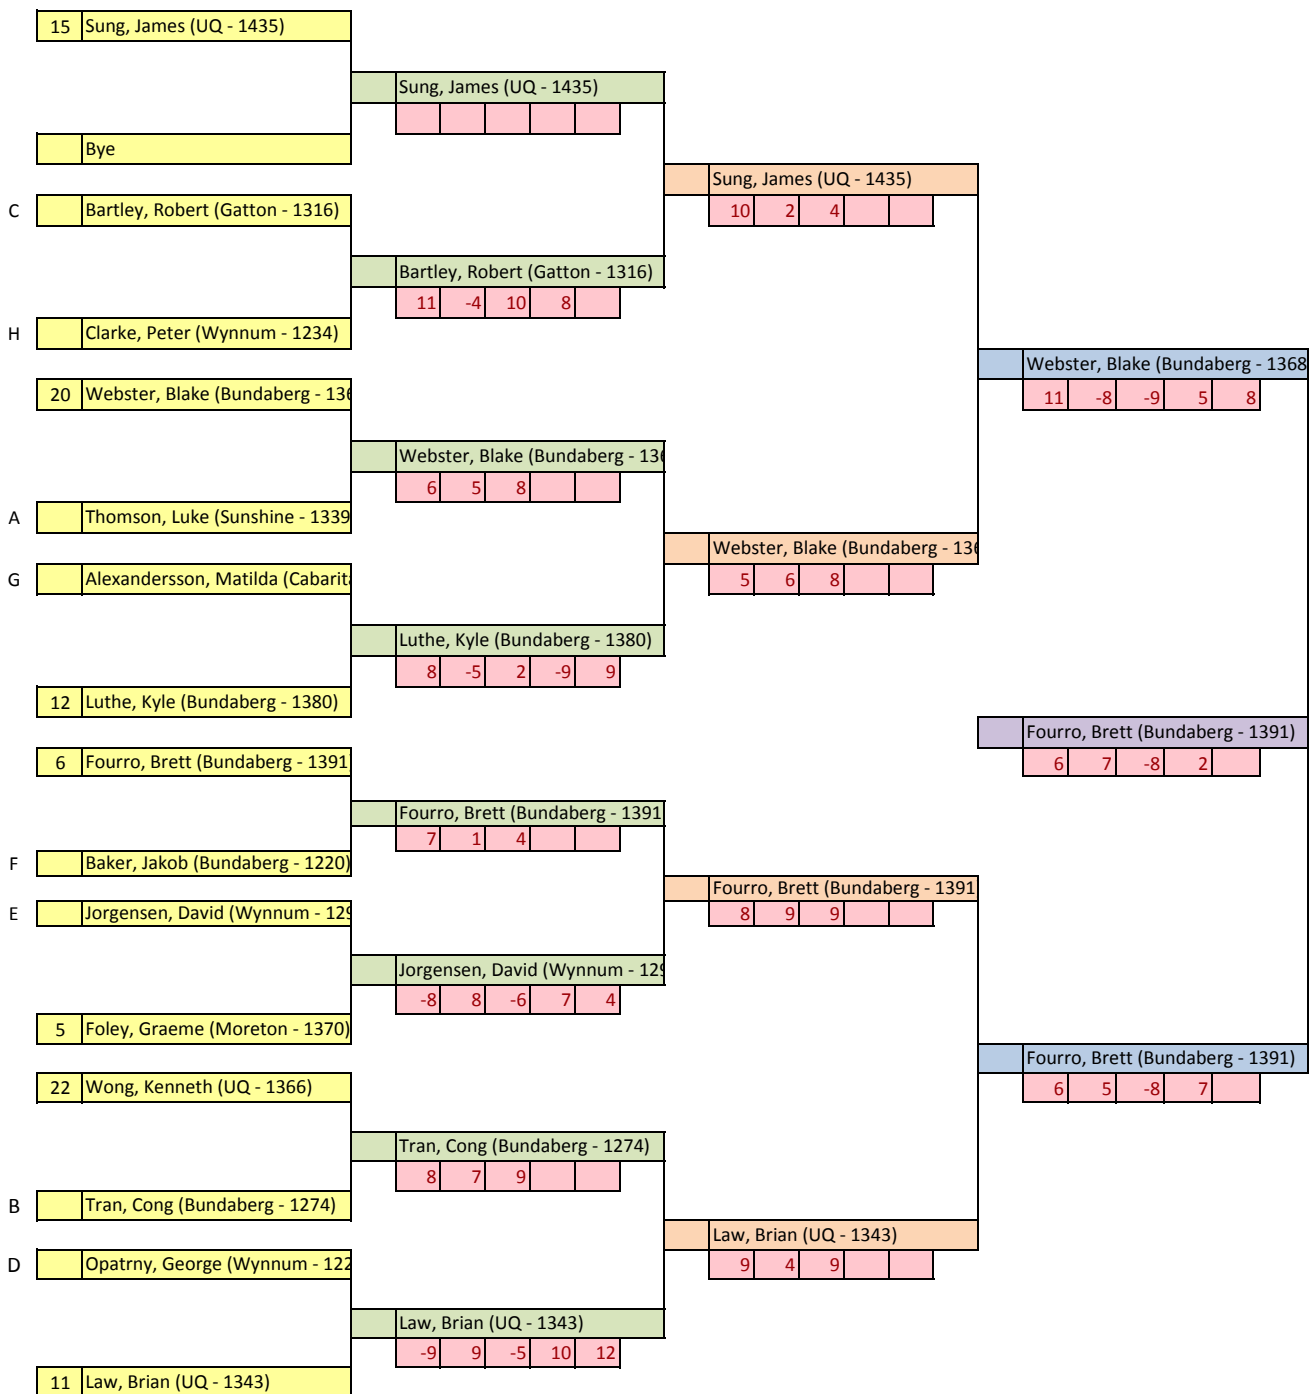 15 Sung, James (UQ - 1435)
Sung, James (UQ - 1435)
Bye
Sung, James (UQ - 1435)
C Bartley, Robert (Gatton - 1316)
10 2 4
Bartley, Robert (Gatton - 1316)
11 -4 10 8
H Clarke, Peter (Wynnum - 1234)
Webster, Blake (Bundaberg - 1368
20 Webster, Blake (Bundaberg - 136
11 -8 -9 5 8
Webster, Blake (Bundaberg - 136
6 5 8
A Thomson, Luke (Sunshine - 1339
Webster, Blake (Bundaberg - 136
G Alexandersson, Matilda (Cabarita
5 6 8
Luthe, Kyle (Bundaberg - 1380)
8 -5 2 -9 9
12 Luthe, Kyle (Bundaberg - 1380)
Fourro, Brett (Bundaberg - 1391)
6 Fourro, Brett (Bundaberg - 1391)
6 7 -8 2
Fourro, Brett (Bundaberg - 1391
7 1 4
F Baker, Jakob (Bundaberg - 1220)
Fourro, Brett (Bundaberg - 1391
E Jorgensen, David (Wynnum - 129
8 9 9
Jorgensen, David (Wynnum - 129
-8 8 -6 7 4
5 Foley, Graeme (Moreton - 1370)
Fourro, Brett (Bundaberg - 1391)
22 Wong, Kenneth (UQ - 1366)
6 5 -8 7
Tran, Cong (Bundaberg - 1274)
8 7 9
B Tran, Cong (Bundaberg - 1274)
Law, Brian (UQ - 1343)
D Opatrny, George (Wynnum - 122
9 4 9
Law, Brian (UQ - 1343)
-9 9 -5 10 12
11 Law, Brian (UQ - 1343)